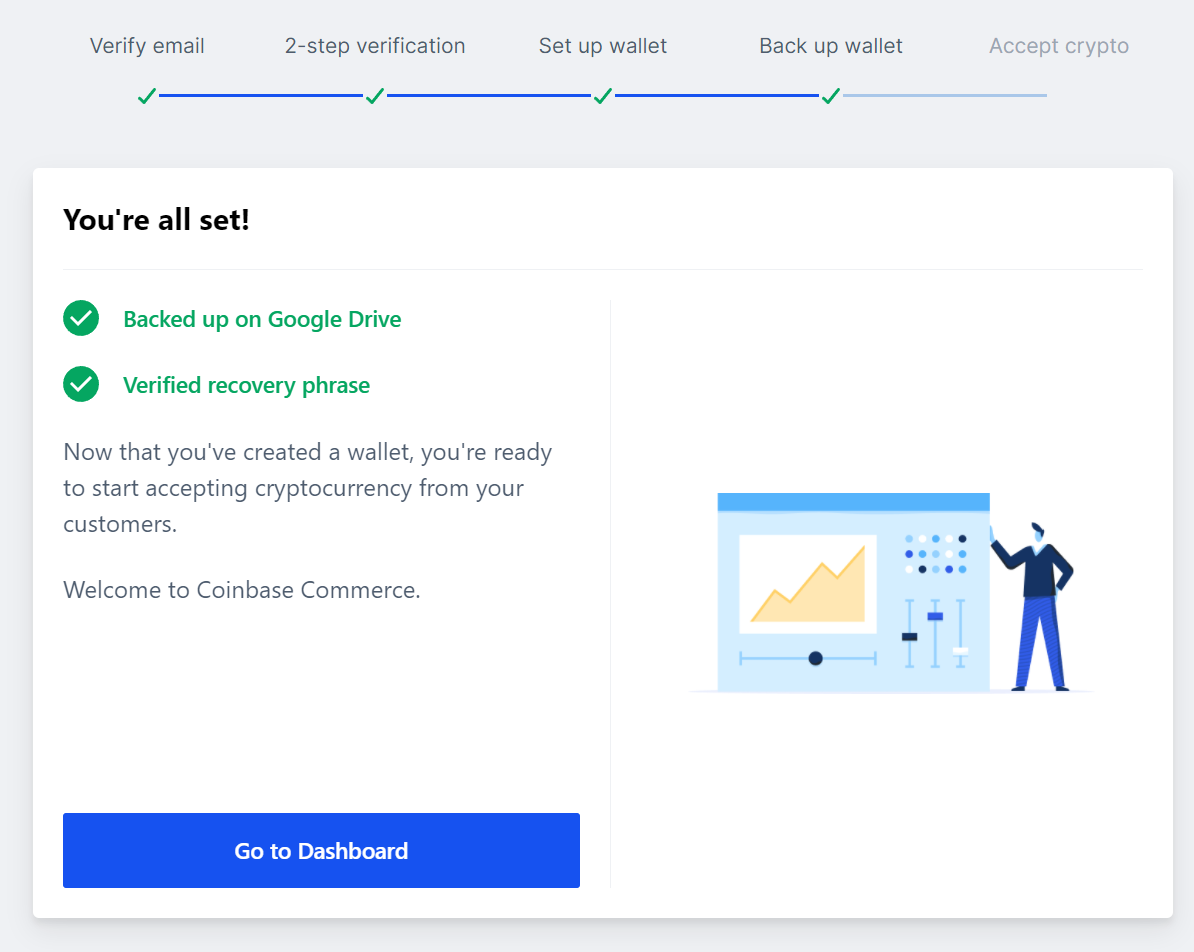 Verify email
2-step verification
Set up wallet
Back up wallet
Accept crypto
You're all set!
Backed up on Google Drive
Verified recovery phrase
Now that you've created a wallet, you're ready
to start accepting cryptocurrency from your
customers.
Welcome to Coinbase Commerce.
Go to Dashboard